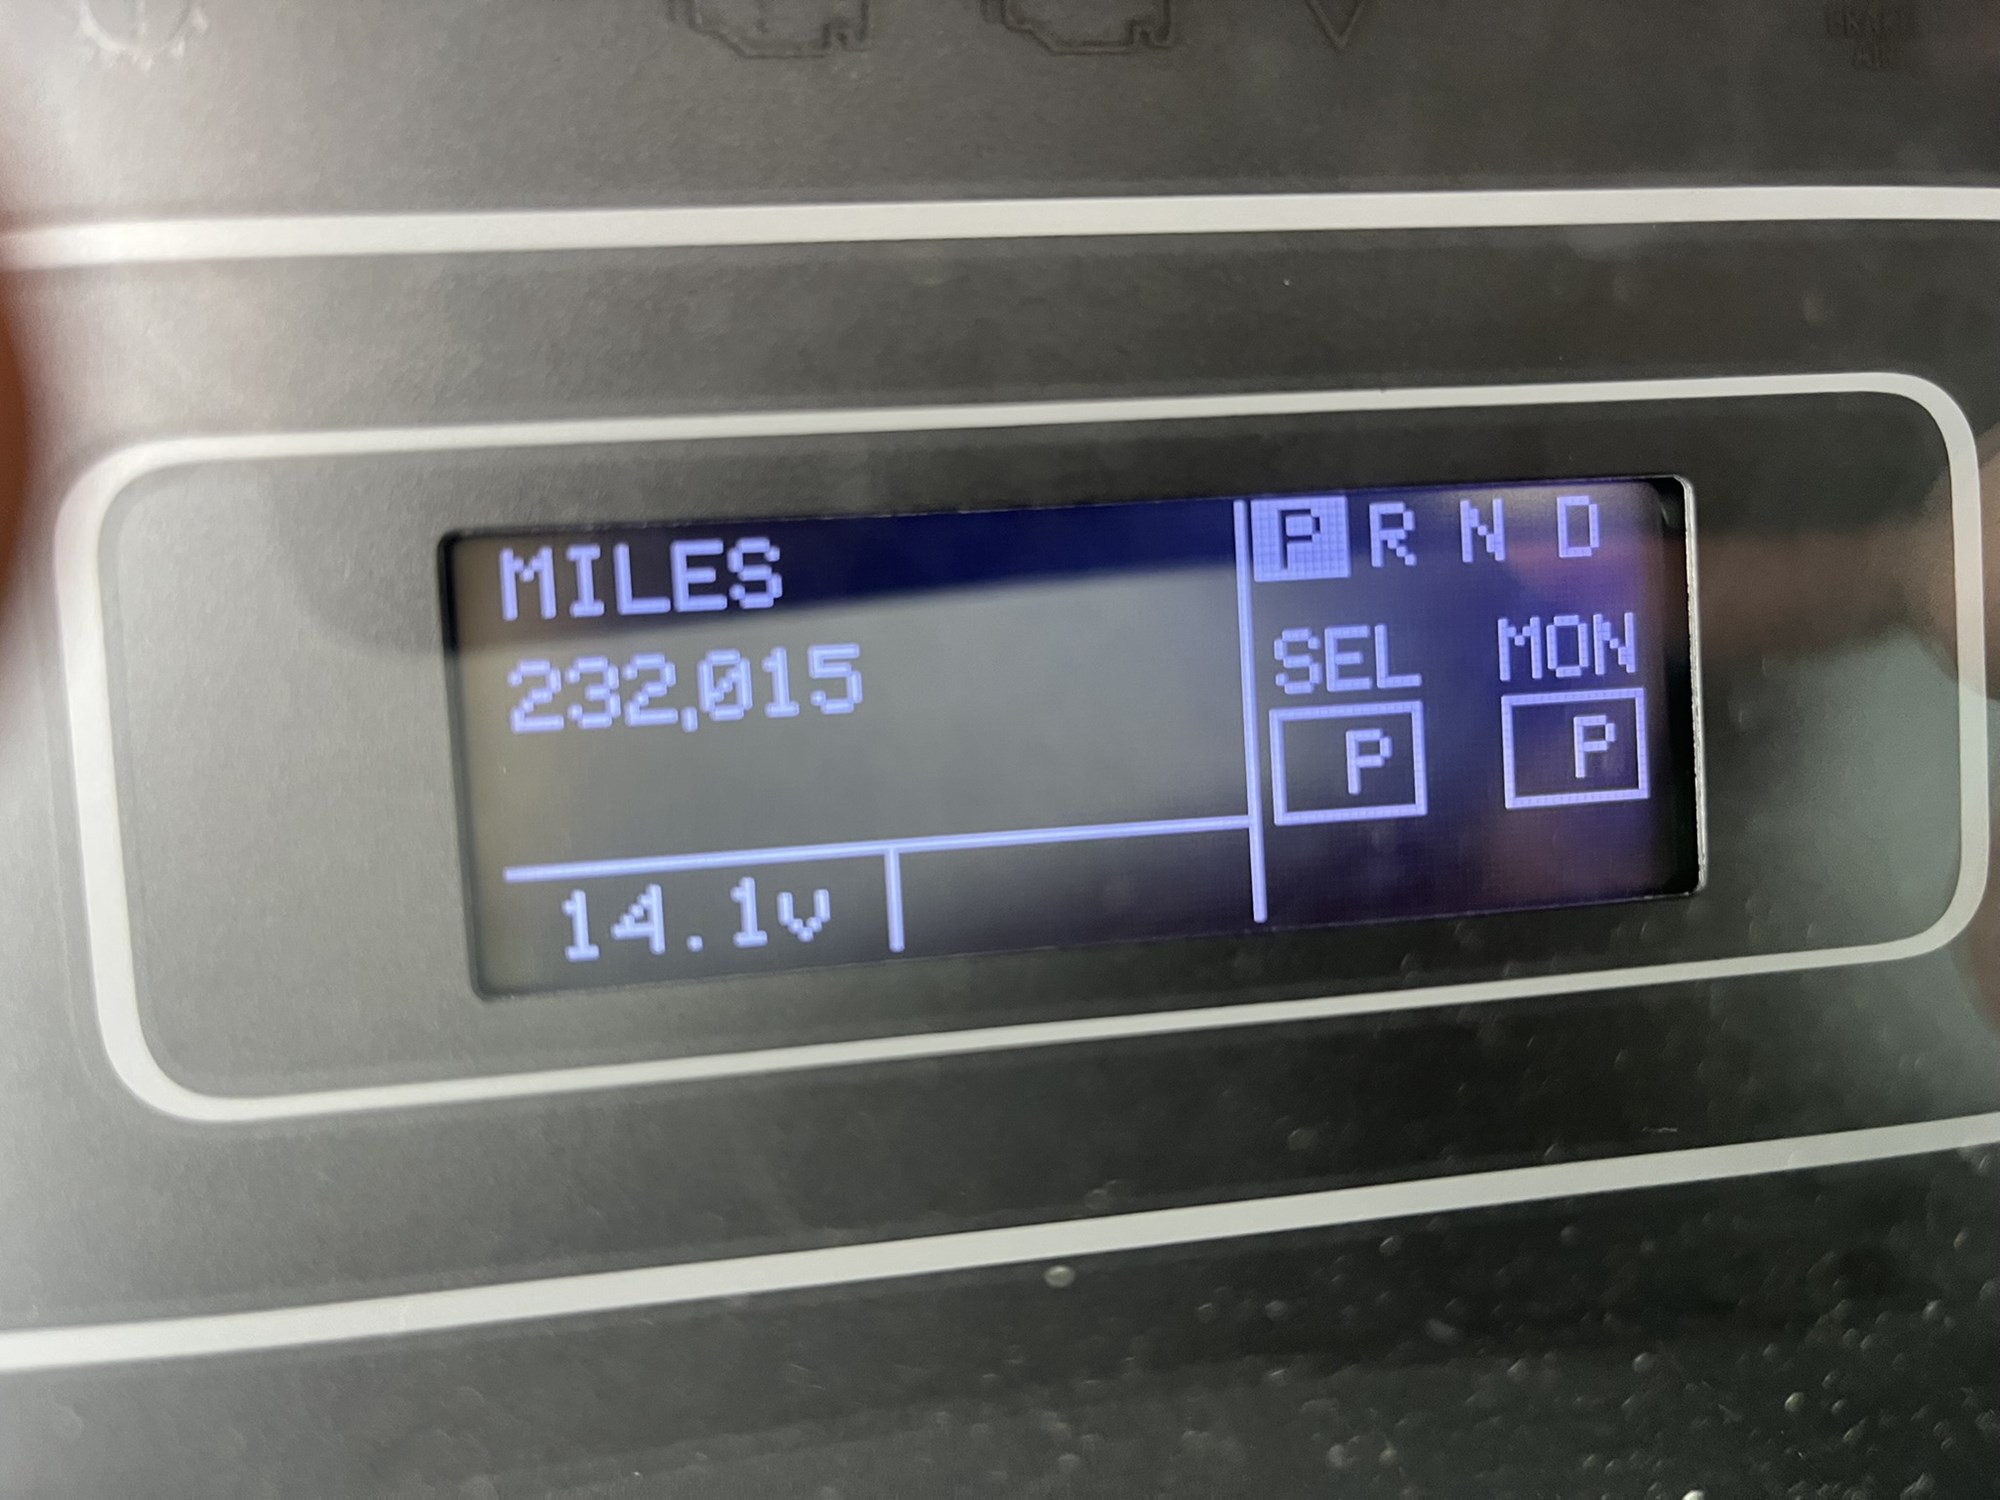 MILES
232,015
14.1v
P R N D
SEL MON
P P